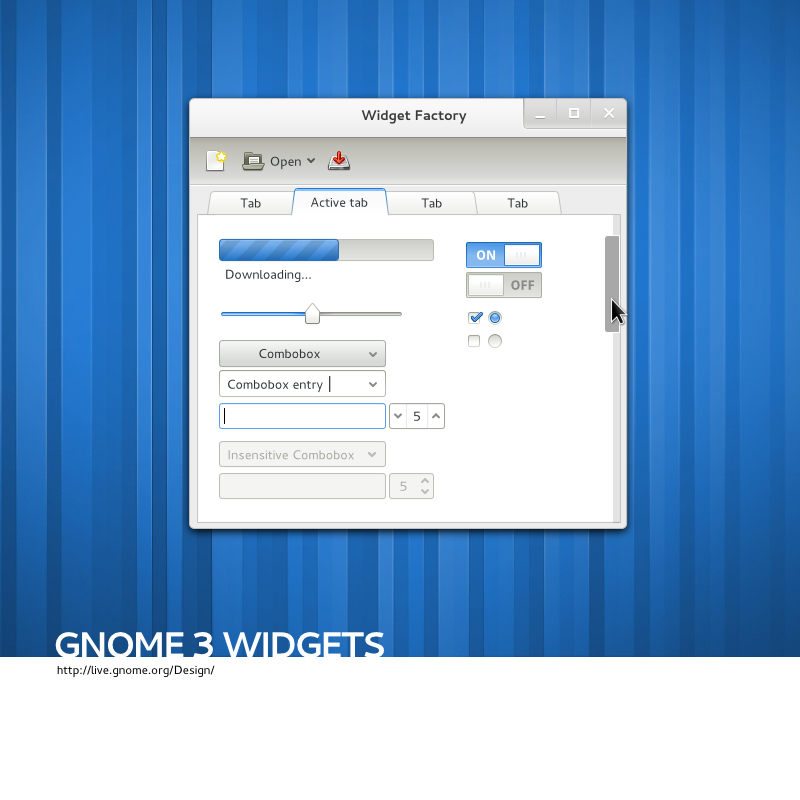 Widget Factory
Open
Tab Active tab Tab Tab
ON
Downloading...
OFF
Combobox
Combobox entry
5
Insensitive Combobox
5
GNOME 3 WIDGETS
http://live.gnome.org/Design/